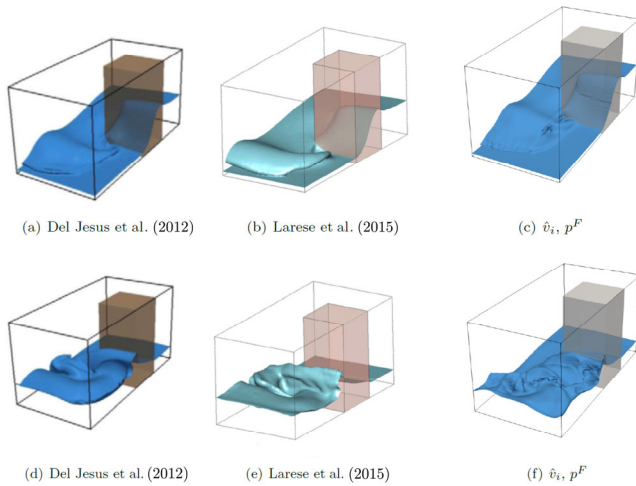 (a) Del Jesus et al. (2012)
(b) Larese et al. (2015)
(c) v̂ᵢ, pᶠ
(d) Del Jesus et al. (2012)
(e) Larese et al. (2015)
(f) v̂ᵢ, pᶠ